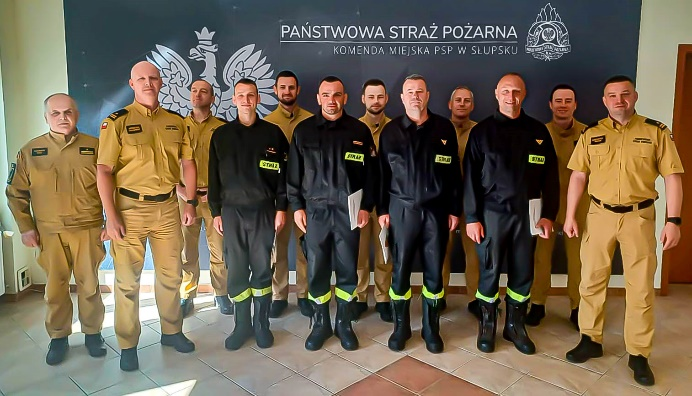 PAŃSTWOWA STRAŻ POŻARNA
KOMENDA MIEJSKA PSP W SŁUPSKU
STRAŻ
STRAŻ
STRAŻ
STRAŻ